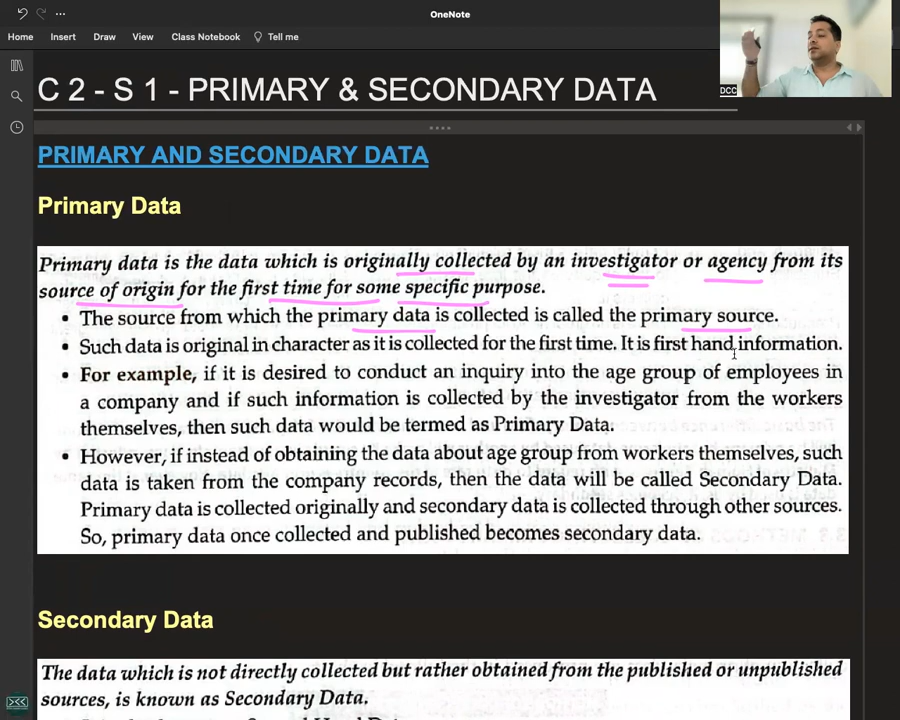 OneNote
Home Insert Draw View Class Notebook Tell me
DCC
C 2 - S 1 - PRIMARY & SECONDARY DATA
PRIMARY AND SECONDARY DATA
Primary Data
Primary data is the data which is originally collected by an investigator or agency from its
source of origin for the first time for some specific purpose.
• The source from which the primary data is collected is called the primary source.
• Such data is original in character as it is collected for the first time. It is first hand information.
• For example, if it is desired to conduct an inquiry into the age group of employees in
a company and if such information is collected by the investigator from the workers
themselves, then such data would be termed as Primary Data.
• However, if instead of obtaining the data about age group from workers themselves, such
data is taken from the company records, then the data will be called Secondary Data.
Primary data is collected originally and secondary data is collected through other sources.
So, primary data once collected and published becomes secondary data.
Secondary Data
The data which is not directly collected but rather obtained from the published or unpublished
sources, is known as Secondary Data.